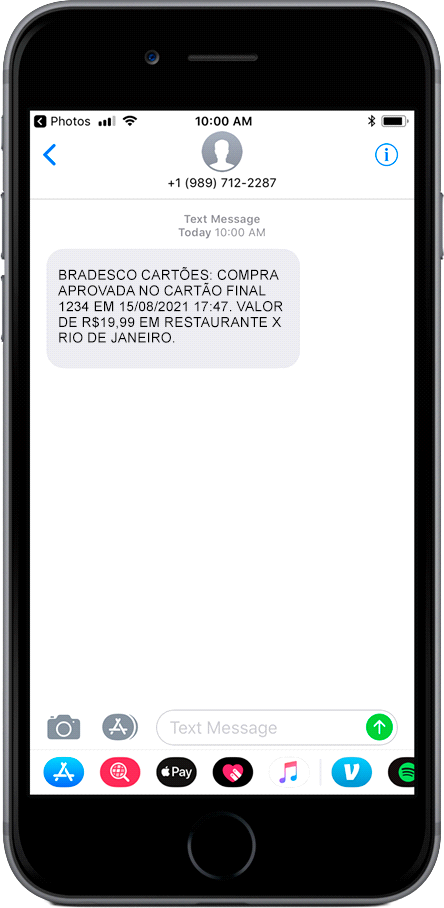 Photos
10:00 AM
+1 (989) 712-2287
Text Message
Today 10:00 AM
BRADESCO CARTÕES: COMPRA
APROVADA NO CARTÃO FINAL
1234 EM 15/08/2021 17:47. VALOR
DE R$19,99 EM RESTAURANTE X
RIO DE JANEIRO.
Text Message
Pay